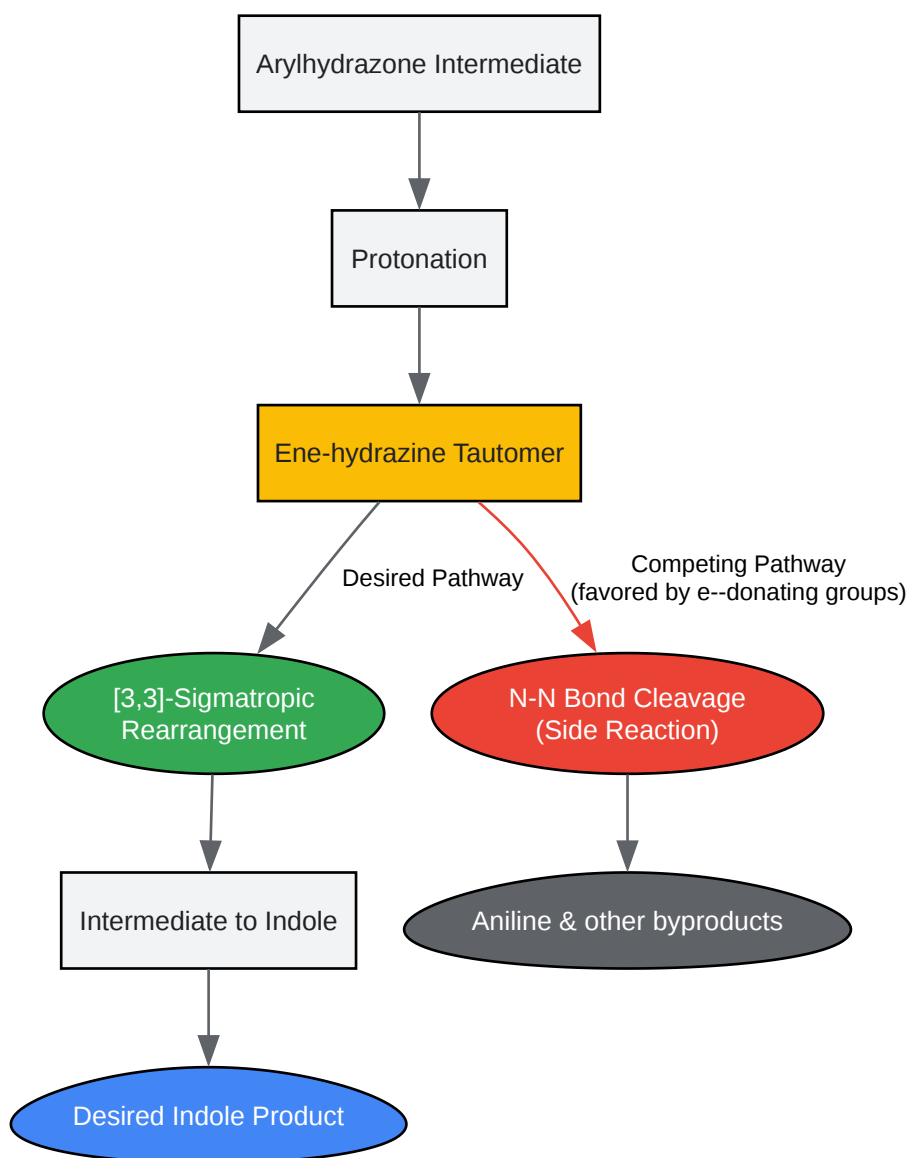 Arylhydrazone Intermediate
Protonation
Ene-hydrazine Tautomer
Desired Pathway
Competing Pathway
(favored by e--donating groups)
[3,3]-Sigmatropic
Rearrangement
N-N Bond Cleavage
(Side Reaction)
Intermediate to Indole
Aniline & other byproducts
Desired Indole Product